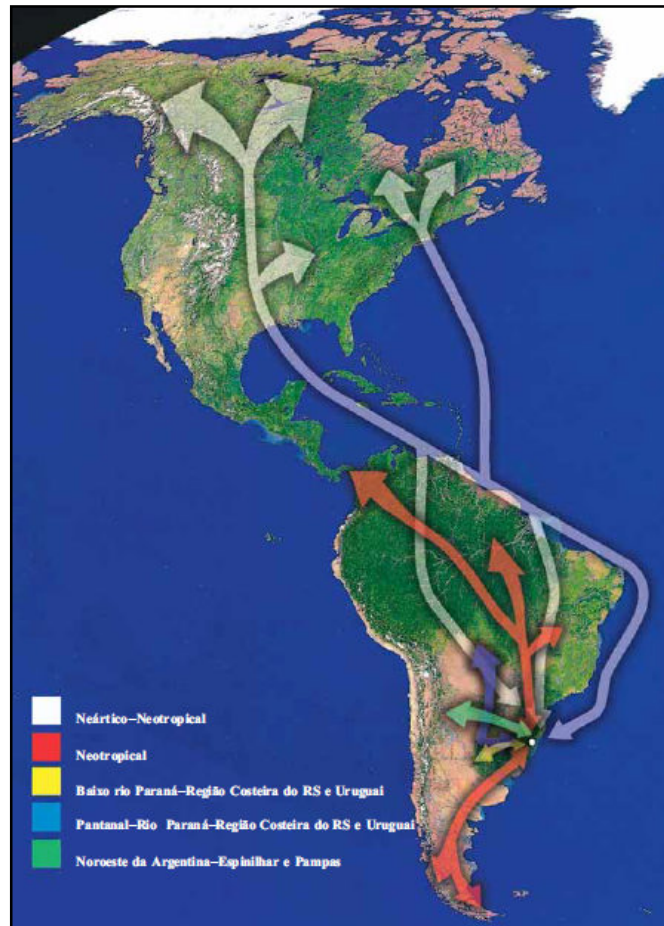 Neártico–Neotropical
Neotropical
Baixo rio Paraná–Região Costeira do RS e Uruguai
Pantanal–Rio Paraná–Região Costeira do RS e Uruguai
Noroeste da Argentina–Espinilhar e Pampas